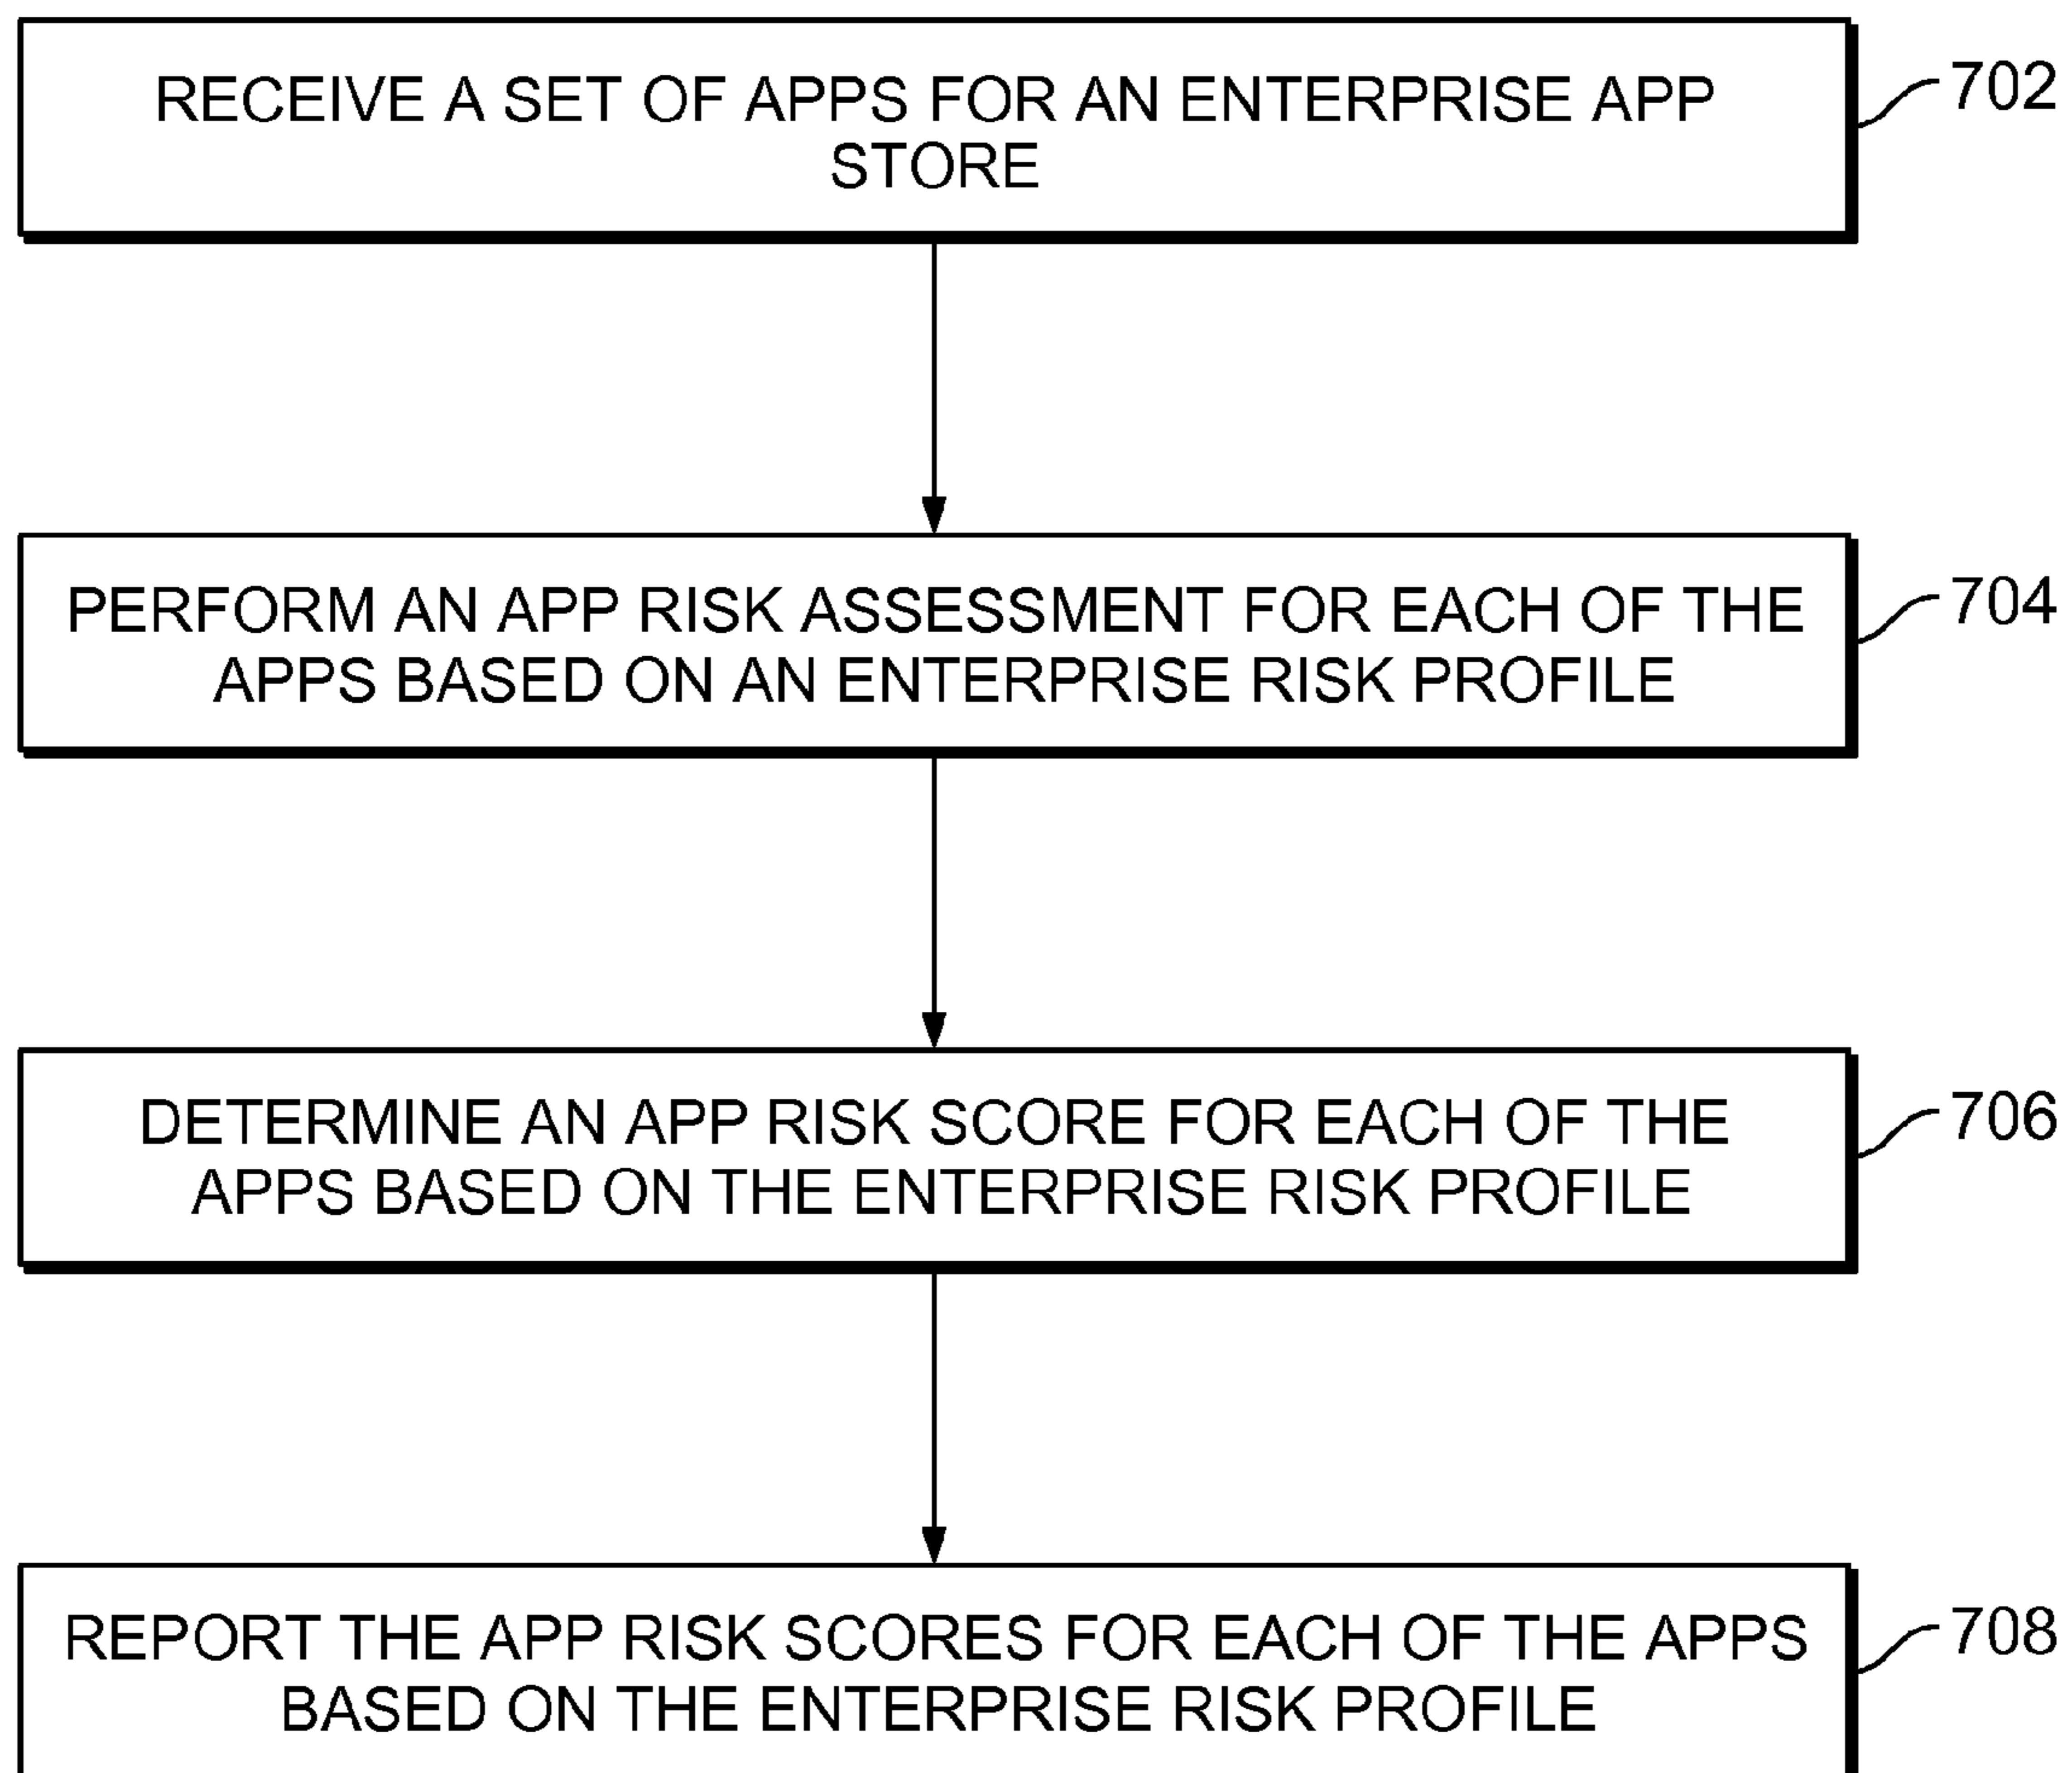 RECEIVE A SET OF APPS FOR AN ENTERPRISE APP
STORE
702
PERFORM AN APP RISK ASSESSMENT FOR EACH OF THE
APPS BASED ON AN ENTERPRISE RISK PROFILE
704
DETERMINE AN APP RISK SCORE FOR EACH OF THE
APPS BASED ON THE ENTERPRISE RISK PROFILE
706
REPORT THE APP RISK SCORES FOR EACH OF THE APPS
BASED ON THE ENTERPRISE RISK PROFILE
708